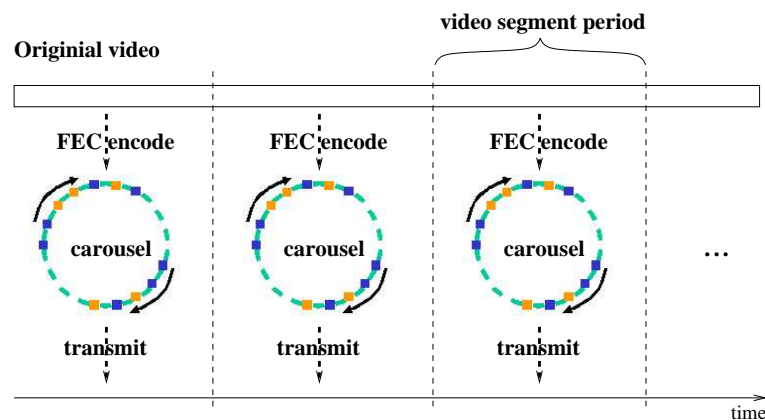 video segment period
Originial video
FEC encode
FEC encode
FEC encode
carousel
carousel
carousel
...
transmit
transmit
transmit
time